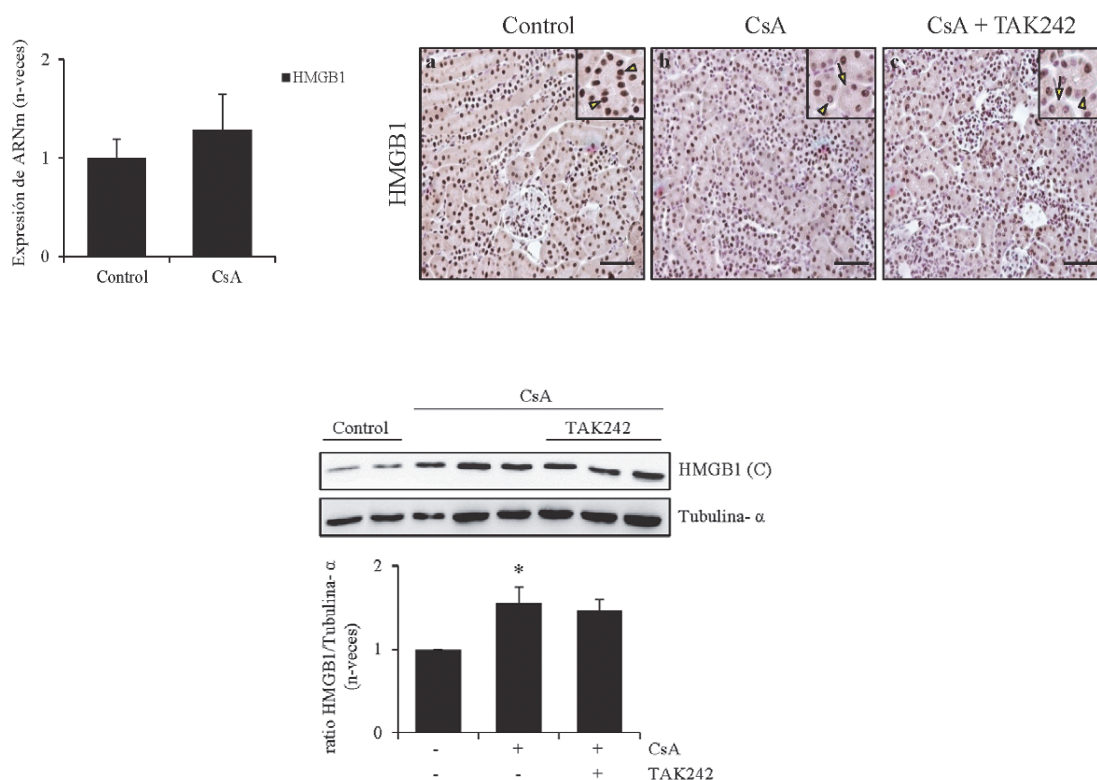 Expresión de ARNm (n-veces)
2
1
0
HMGB1
Control
CsA
Control
CsA
CsA + TAK242
HMGB1
a
b
c
CsA
Control
TAK242
HMGB1 (C)
Tubulina- α
ratio HMGB1/Tubulina- α
(n-veces)
2
1
0
*
- + + CsA
- - + TAK242